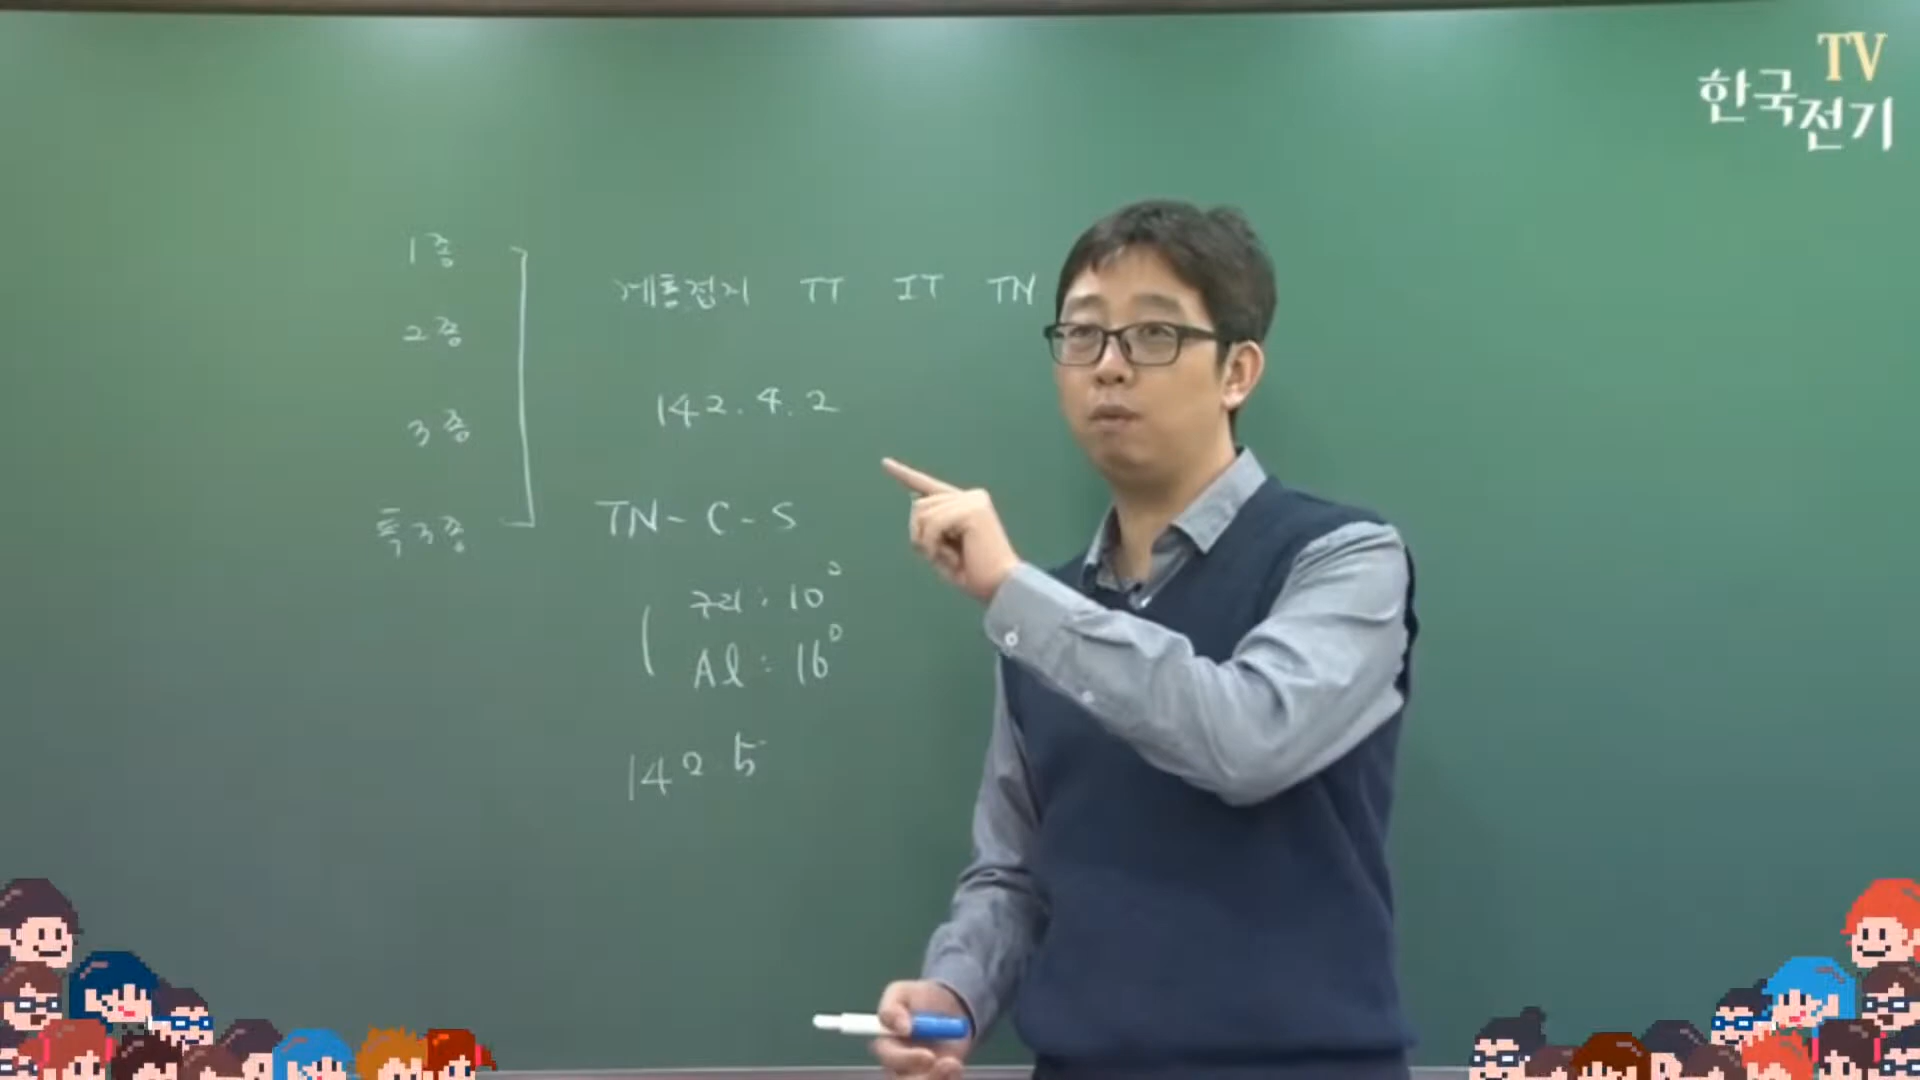 TV
한국전기
1종
2종
3종
특3종
계통접지 TT IT TN
142.4.2
TN-C-S
구리: 10°
Al: 16°
142.5